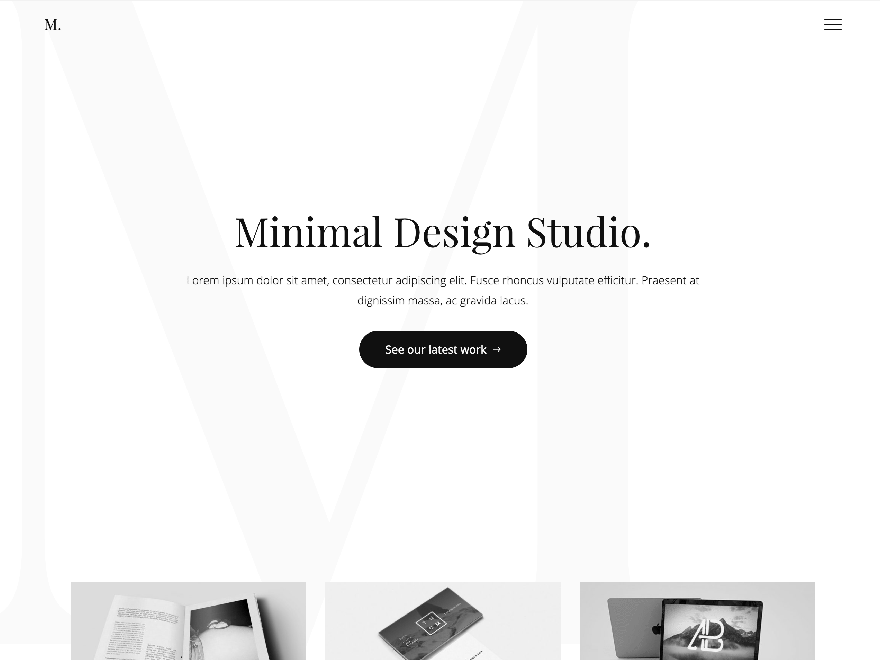 M.
Minimal Design Studio.
Lorem ipsum dolor sit amet, consectetur adipiscing elit. Fusce rhoncus vulputate efficitur. Praesent at
dignissim massa, ac gravida lacus.
See our latest work →